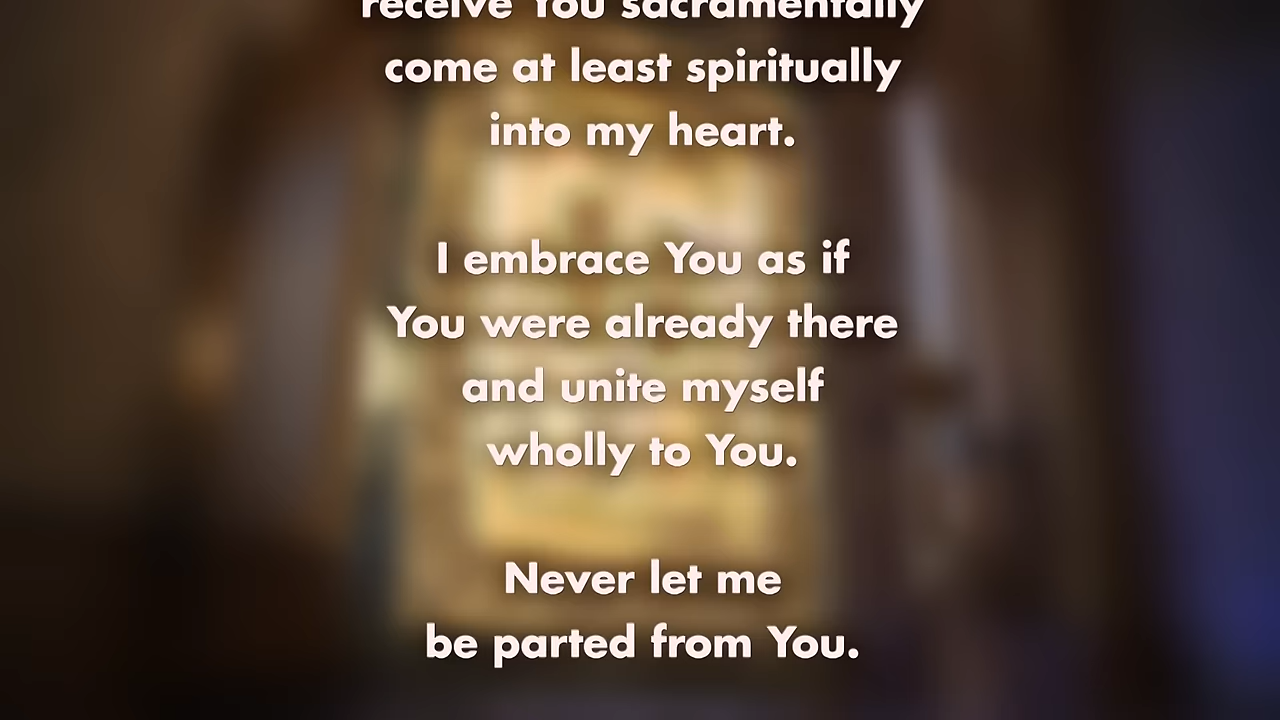 receive You sacramentally
come at least spiritually
into my heart.
I embrace You as if
You were already there
and unite myself
wholly to You.
Never let me
be parted from You.